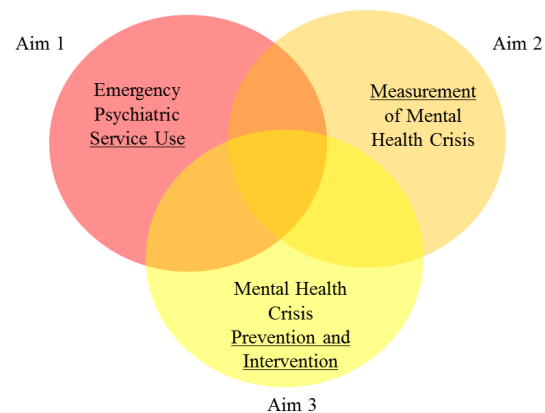 Aim 1
Aim 2
Emergency
Psychiatric
Service Use
Measurement
of Mental
Health Crisis
Mental Health
Crisis
Prevention and
Intervention
Aim 3